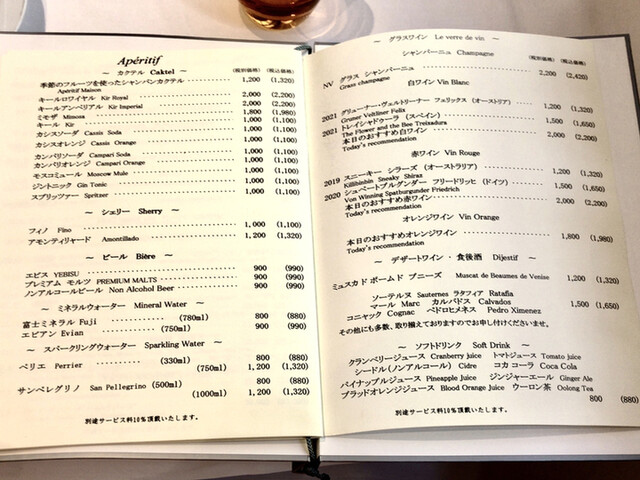 Apéritif
～ カクテル Caktel ～ (税別価格) (税込価格)
季節のフルーツを使ったシャンパンカクテル ………… 1,200 (1,320)
Apéritif Maison
キールロワイヤル Kir Royal ………… 2,000 (2,200)
キールアンペリアル Kir Imperial ………… 2,000 (2,200)
ミモザ Mimosa ………… 1,800 (1,980)
キール Kir ………… 1,000 (1,100)
カシスソーダ Cassis Soda ………… 1,000 (1,100)
カシスオレンジ Cassis Orange ………… 1,000 (1,100)
カンパリソーダ Campari Soda ………… 1,000 (1,100)
カンパリオレンジ Campari Orange ………… 1,000 (1,100)
モスコミュール Moscow Mule ………… 1,000 (1,100)
ジントニック Gin Tonic ………… 1,000 (1,100)
スプリッツァー Spritzer ………… 1,000 (1,100)
～ シェリー Sherry ～
フィノ Fino ………… 1,000 (1,100)
アモンティリャード Amontillado ………… 1,200 (1,320)
～ ビール Bière ～
エビス YEBISU ………… 900 (990)
プレミアム モルツ PREMIUM MALTS ………… 900 (990)
ノンアルコールビール Non Alcohol Beer ………… 900 (990)
～ ミネラルウォーター Mineral Water ～
富士ミネラル Fuji ………… (780ml) 800 (880)
エビアン Evian ………… (750ml) 900 (990)
～ スパークリングウォーター Sparkling Water ～
ペリエ Perrier ………… (330ml) 800 (880)
(750ml) 1,200 (1,320)
サンペレグリノ San Pellegrino (500ml) 800 (880)
(1000ml) 1,200 (1,320)
別途サービス料10％頂戴いたします。
～ グラスワイン Le verre de vin ～
シャンパーニュ Champagne (税別価格) (税込価格)
NV グラス シャンパーニュ ………… 2,200 (2,420)
Grass champagne
白ワイン Vin Blanc
2021 グリューナー・ヴェルトリーナー フェリックス (オーストリア) ………… 1,200 (1,320)
Gruner Veltliner Felix
2021 トレイシャドゥーラ (スペイン) ………… 1,500 (1,650)
The Flower and the Bee Treixadura
本日のおすすめ白ワイン ………… 2,000 (2,200)
Today's recommendation
赤ワイン Vin Rouge
2019 スニーキー シラーズ (オーストラリア) ………… 1,200 (1,320)
Killibinbin Sneaky Shiraz
2020 シュペートブルグンダー フリードリッヒ (ドイツ) ………… 1,500 (1,650)
Von Winning Spatburgunder Friedrich
本日のおすすめ赤ワイン ………… 2,000 (2,200)
Today's recommendation
オレンジワイン Vin Orange
本日のおすすめオレンジワイン ………… 1,800 (1,980)
Today's recommendation
～ デザートワイン ・ 食後酒 Dijestif ～
ミュスカド ボームド ブニーズ Muscat de Beaumes de Venise 1,200 (1,320)
ソーテルヌ Sauternes ラタフィア Ratafia
マール Marc カルバドス Calvados 1,500 (1,650)
コニャック Cognac ペドロヒメネス Pedro Ximenez
その他にも多数、取り揃えておりますのでお申し付けくださいませ。
～ ソフトドリンク Soft Drink ～
クランベリージュース Cranberry juice トマトジュース Tomato juice
シードル(ノンアルコール) Cidre コカ コーラ Coca Cola
パイナップルジュース Pineapple Juice ジンジャーエール Ginger Ale
ブラッドオレンジジュース Blood Orange Juice ウーロン茶 Oolong Tea
800 (880)
別途サービス料10％頂戴いたします。